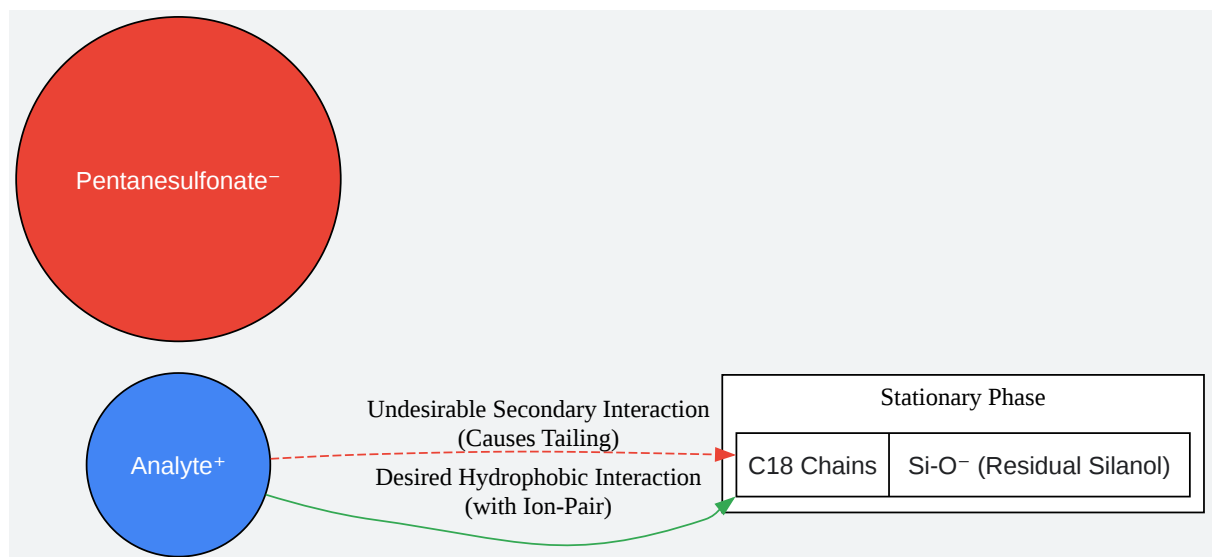 Pentanesulfonate⁻
Undesirable Secondary Interaction
(Causes Tailing)
Stationary Phase
Analyte⁺
C18 Chains
Si-O⁻ (Residual Silanol)
Desired Hydrophobic Interaction
(with Ion-Pair)